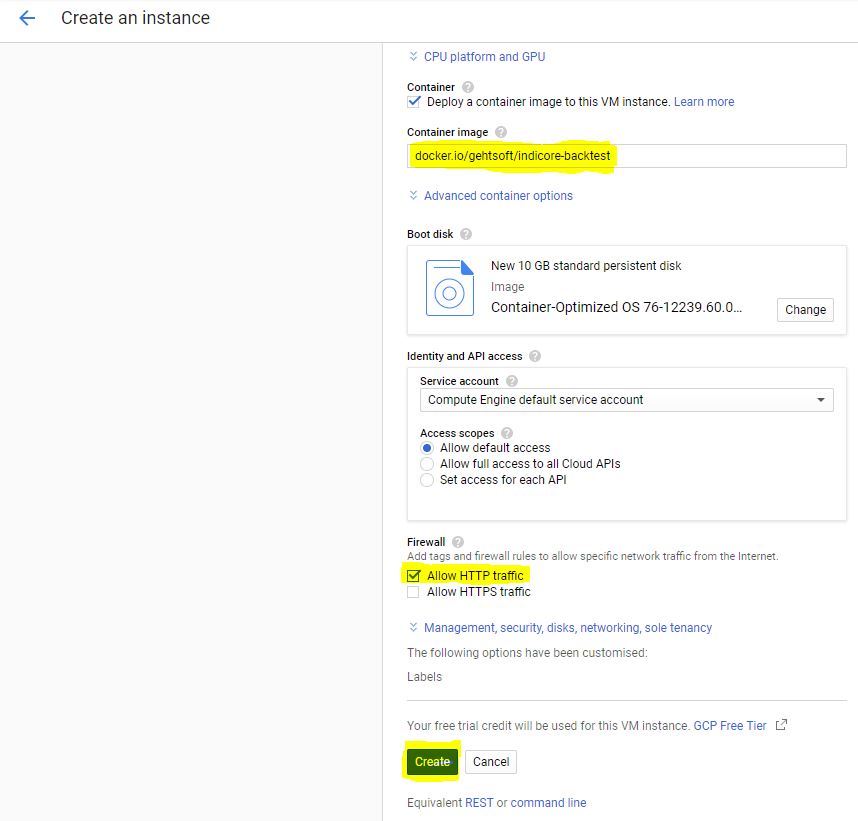 Create an instance
CPU platform and GPU
Container
Deploy a container image to this VM instance. Learn more
Container image
docker.io/gehtsoft/indicore-backtest
Advanced container options
Boot disk
New 10 GB standard persistent disk
Image
Container-Optimized OS 76-12239.60.0...
Change
Identity and API access
Service account
Compute Engine default service account
Access scopes
Allow default access
Allow full access to all Cloud APIs
Set access for each API
Firewall
Add tags and firewall rules to allow specific network traffic from the Internet.
Allow HTTP traffic
Allow HTTPS traffic
Management, security, disks, networking, sole tenancy
The following options have been customised:
Labels
Your free trial credit will be used for this VM instance. GCP Free Tier
Create Cancel
Equivalent REST or command line